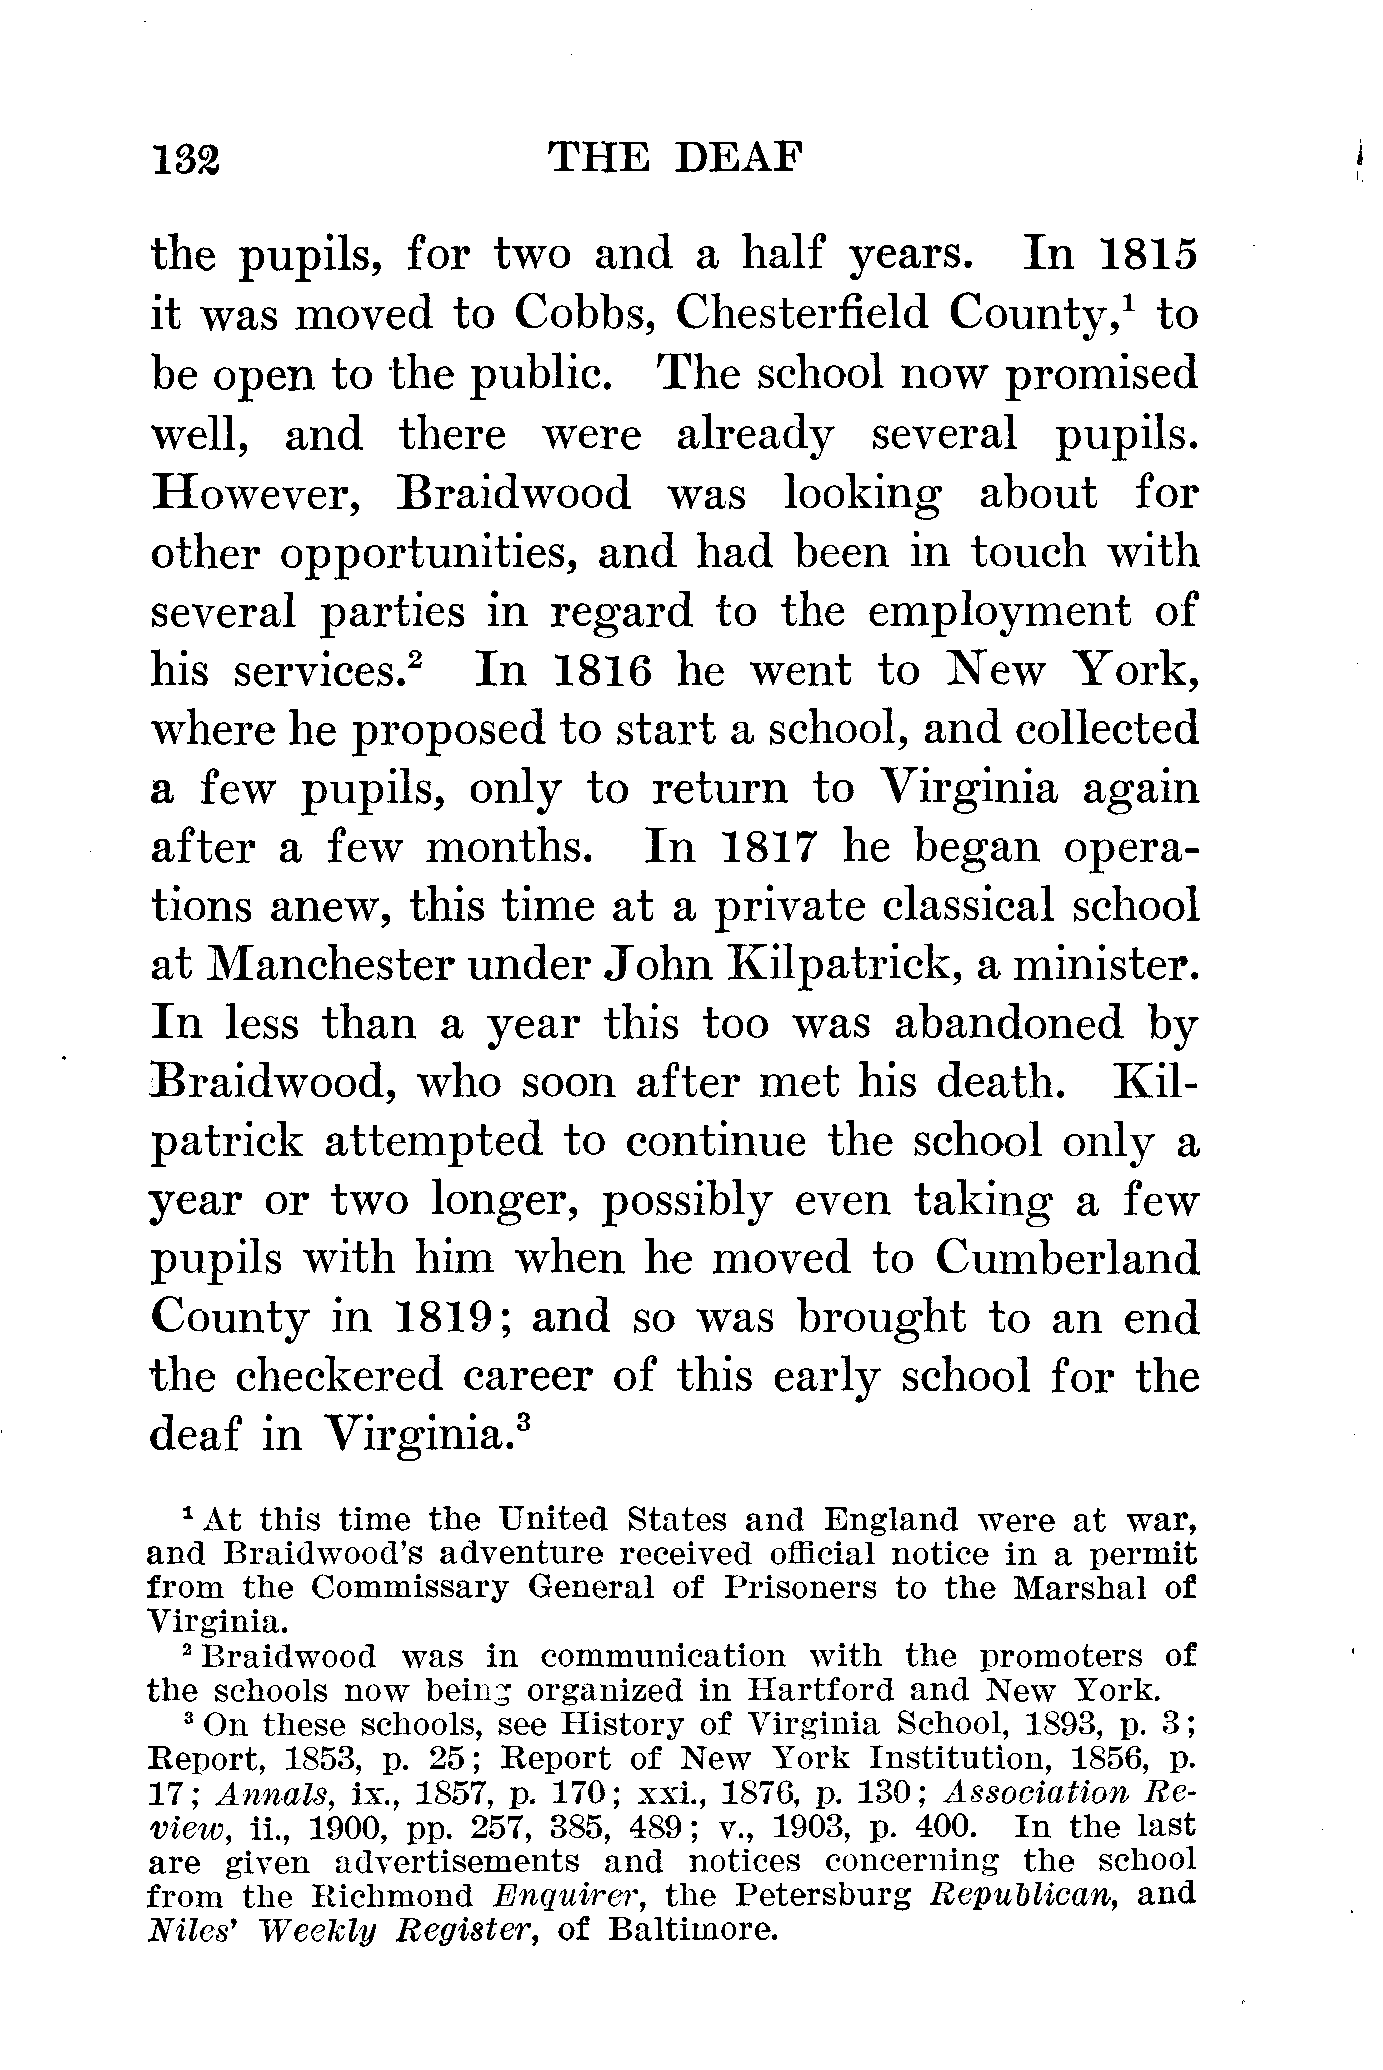 132 THE DEAF
the pupils, for two and a half years. In 1815
it was moved to Cobbs, Chesterfield County,¹ to
be open to the public. The school now promised
well, and there were already several pupils.
However, Braidwood was looking about for
other opportunities, and had been in touch with
several parties in regard to the employment of
his services.² In 1816 he went to New York,
where he proposed to start a school, and collected
a few pupils, only to return to Virginia again
after a few months. In 1817 he began opera-
tions anew, this time at a private classical school
at Manchester under John Kilpatrick, a minister.
In less than a year this too was abandoned by
Braidwood, who soon after met his death. Kil-
patrick attempted to continue the school only a
year or two longer, possibly even taking a few
pupils with him when he moved to Cumberland
County in 1819; and so was brought to an end
the checkered career of this early school for the
deaf in Virginia.³
¹ At this time the United States and England were at war,
and Braidwood's adventure received official notice in a permit
from the Commissary General of Prisoners to the Marshal of
Virginia.
² Braidwood was in communication with the promoters of
the schools now being organized in Hartford and New York.
³ On these schools, see History of Virginia School, 1893, p. 3;
Report, 1853, p. 25; Report of New York Institution, 1856, p.
17; Annals, ix., 1857, p. 170; xxi., 1876, p. 130; Association Re-
view, ii., 1900, pp. 257, 385, 489; v., 1903, p. 400. In the last
are given advertisements and notices concerning the school
from the Richmond Enquirer, the Petersburg Republican, and
Niles' Weekly Register, of Baltimore.